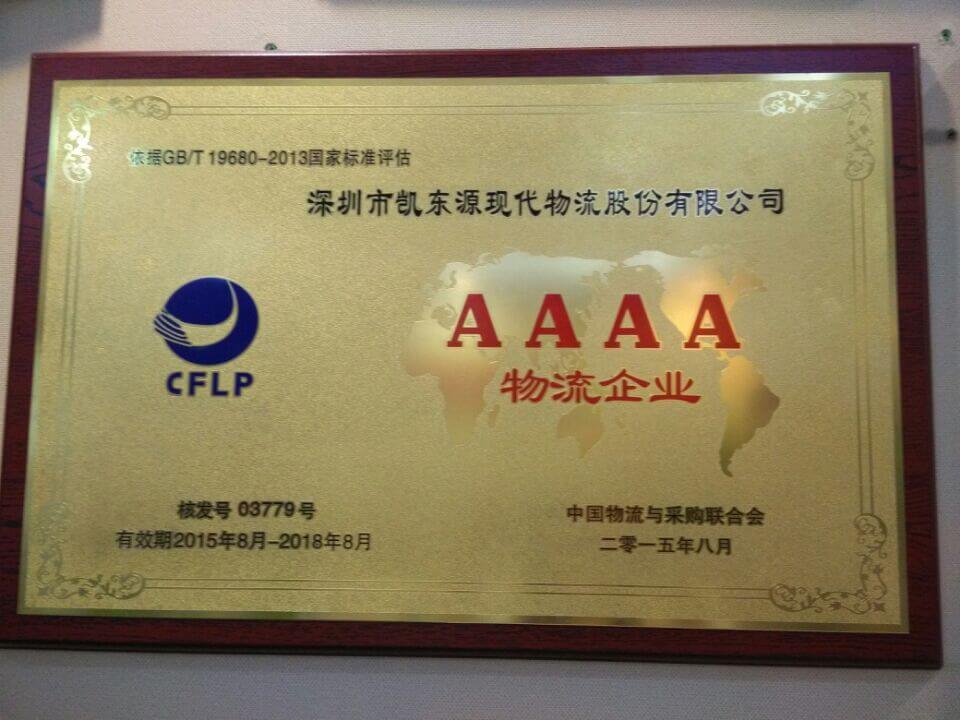 依据GB/T 19680-2013国家标准评估
深圳市凯东源现代物流股份有限公司
CFLP
AAAA
物流企业
核发号 03779号
有效期2015年8月-2018年8月
中国物流与采购联合会
二零一五年八月